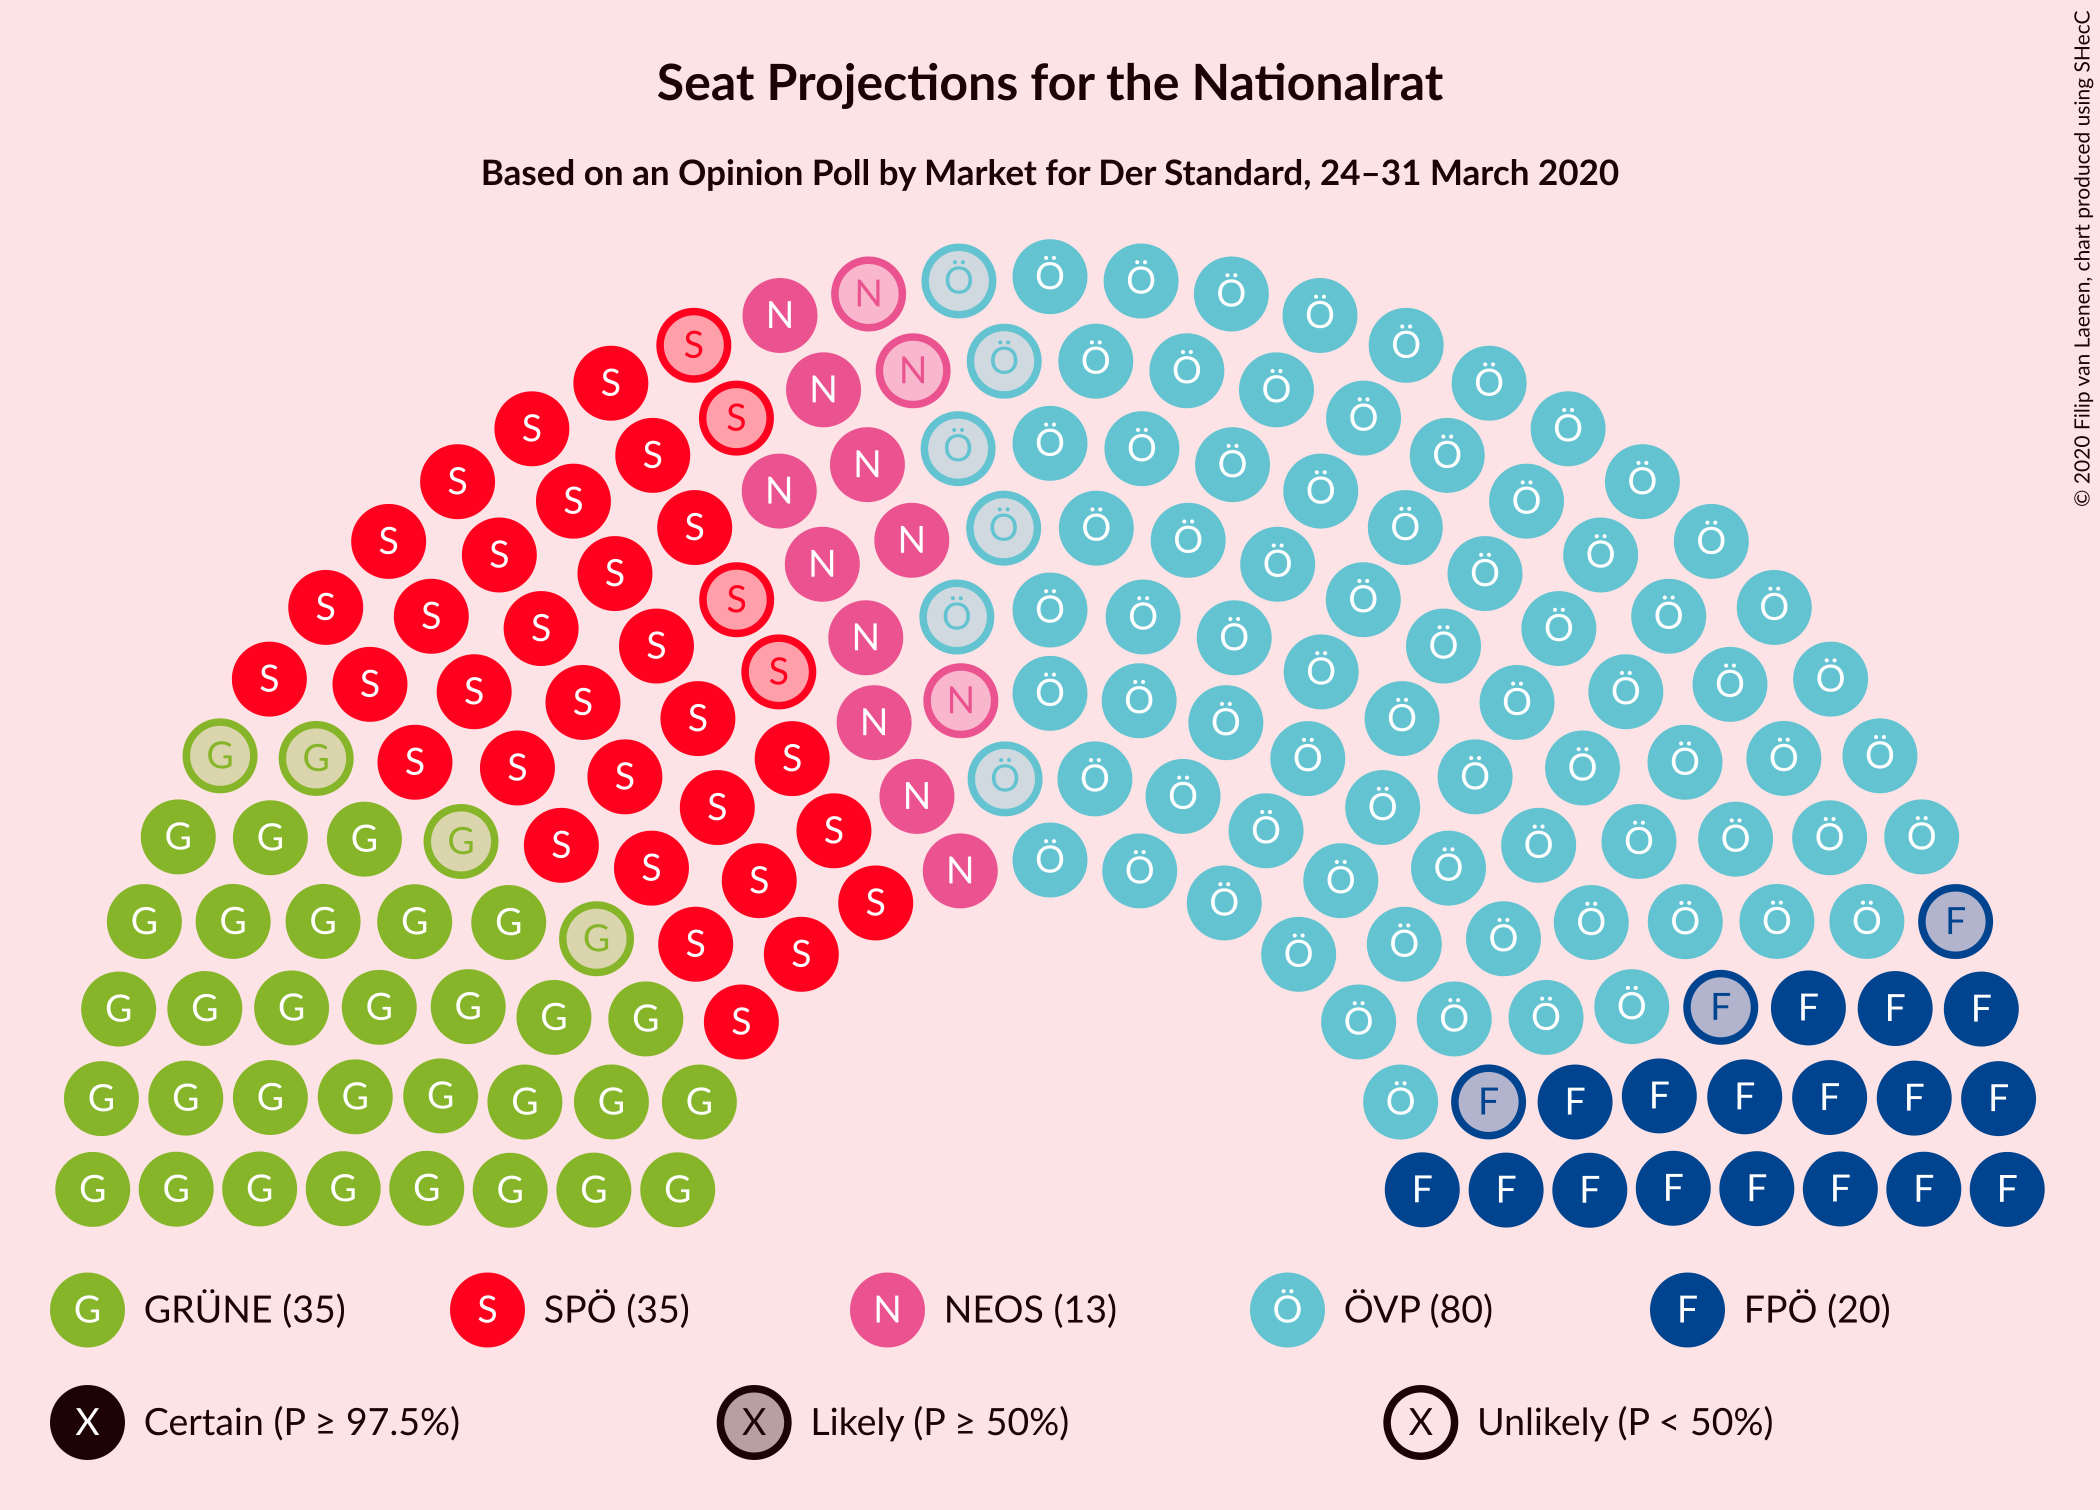 Seat Projections for the Nationalrat
Based on an Opinion Poll by Market for Der Standard, 24–31 March 2020
© 2020 Filip van Laenen, chart produced using SHecC
N Ö Ö Ö Ö
N Ö
S Ö
N Ö Ö Ö
S N Ö Ö
S S Ö Ö
S N Ö Ö Ö Ö Ö
S S N Ö Ö Ö
S S N Ö Ö Ö Ö Ö
S S N Ö Ö Ö
S S S S N Ö Ö Ö Ö Ö Ö Ö Ö
S S S S S S N Ö Ö Ö Ö Ö Ö Ö Ö
S N Ö Ö
G G S S S S Ö Ö Ö Ö Ö Ö Ö Ö
S N Ö Ö
G G G G S S Ö Ö Ö Ö Ö Ö
S S N Ö Ö Ö Ö
G G G G G G S S S Ö Ö Ö Ö Ö Ö Ö Ö F
G G G G G G G S Ö Ö Ö Ö F F F F
G G G G G G G G Ö F F F F F F F
G G G G G G G G F F F F F F F F
G GRÜNE (35) S SPÖ (35) N NEOS (13) Ö ÖVP (80) F FPÖ (20)
X Certain (P ≥ 97.5%) X Likely (P ≥ 50%) X Unlikely (P < 50%)